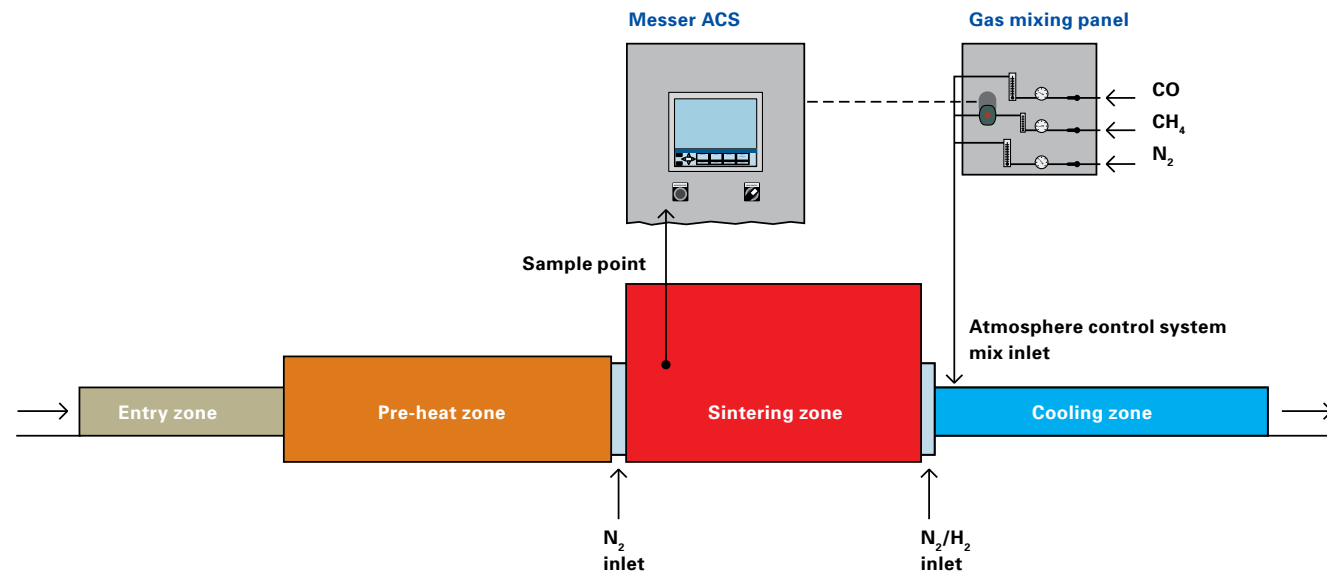 Messer ACS
Gas mixing panel
CO
CH₄
N₂
Sample point
Atmosphere control system
mix inlet
Entry zone
Pre-heat zone
Sintering zone
Cooling zone
N₂
inlet
N₂/H₂
inlet